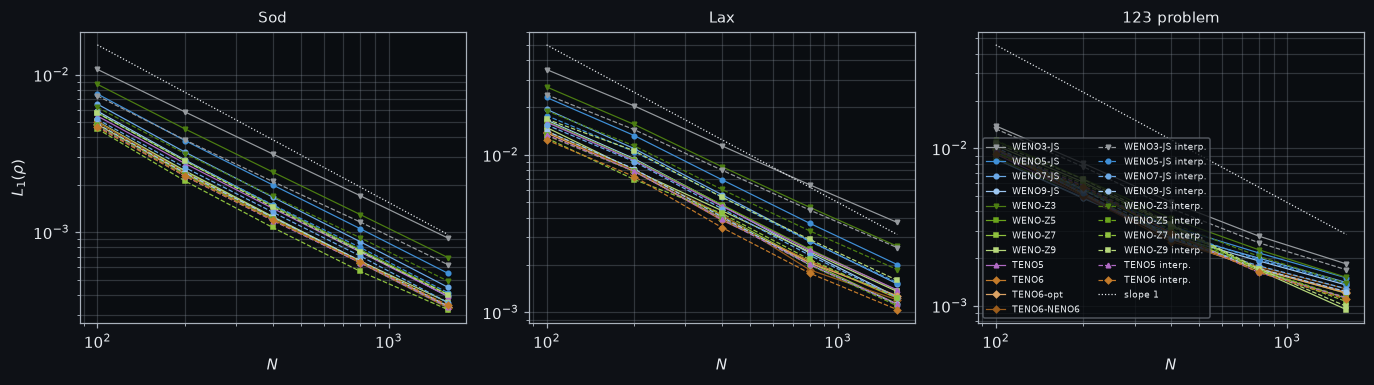 Sod
Lax
123 problem
L₁(ρ)
10⁻²
10⁻³
10²
10³
N
10⁻²
10⁻³
10²
10³
N
10⁻²
10⁻³
10²
10³
N
WENO3-JS
WENO5-JS
WENO7-JS
WENO9-JS
WENO-Z3
WENO-Z5
WENO-Z7
WENO-Z9
TENO5
TENO6
TENO6-opt
TENO6-NENO6
WENO3-JS interp.
WENO5-JS interp.
WENO7-JS interp.
WENO9-JS interp.
WENO-Z3 interp.
WENO-Z5 interp.
WENO-Z7 interp.
WENO-Z9 interp.
TENO5 interp.
TENO6 interp.
slope 1